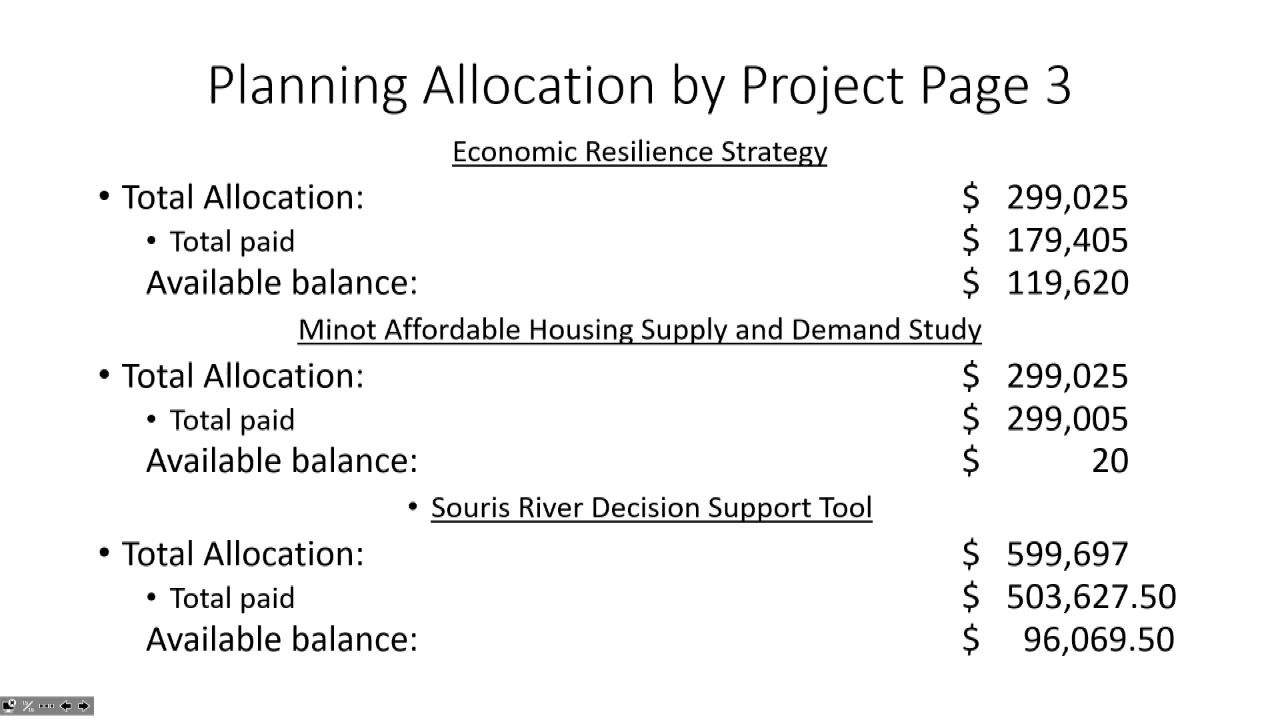 Planning Allocation by Project Page 3
Economic Resilience Strategy
• Total Allocation: $ 299,025
• Total paid $ 179,405
Available balance: $ 119,620
Minot Affordable Housing Supply and Demand Study
• Total Allocation: $ 299,025
• Total paid $ 299,005
Available balance: $ 20
• Souris River Decision Support Tool
• Total Allocation: $ 599,697
• Total paid $ 503,627.50
Available balance: $ 96,069.50